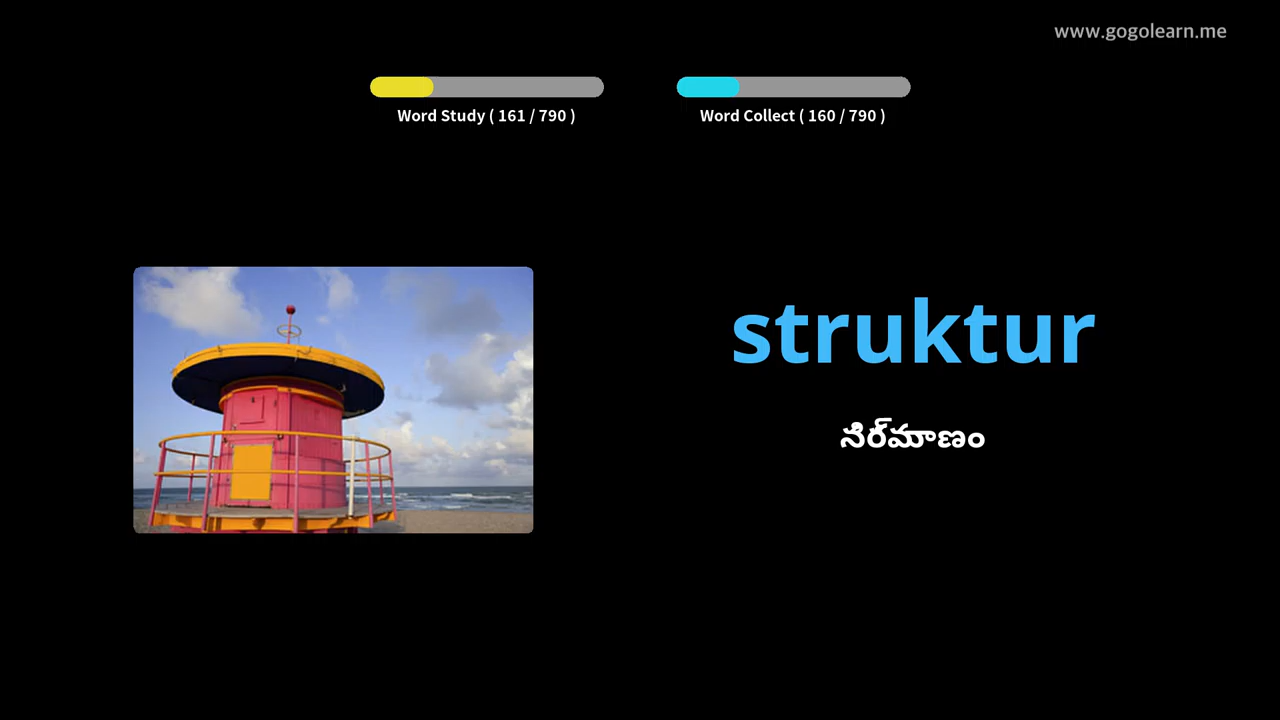 www.gogolearn.me
Word Study ( 161 / 790 )
Word Collect ( 160 / 790 )
struktur
నిర్‌మాణం